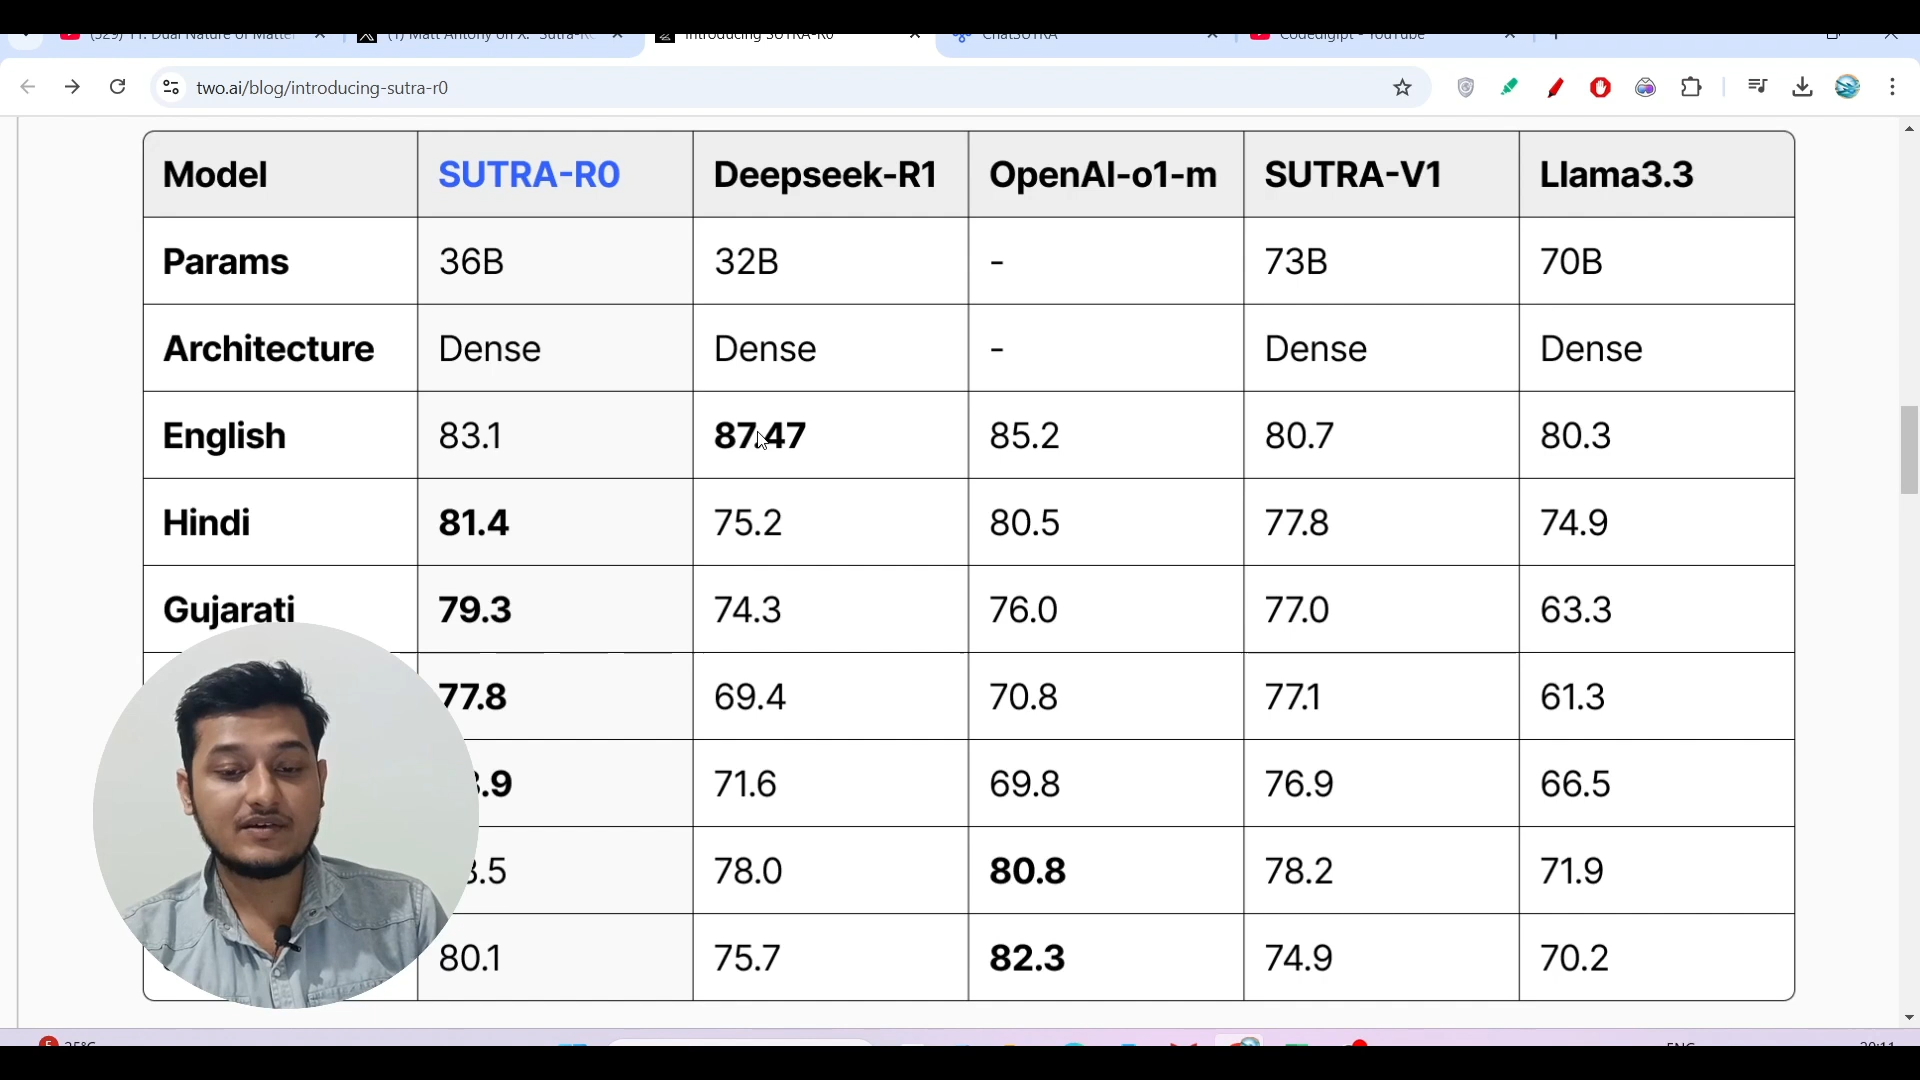 two.ai/blog/introducing-sutra-r0
Model SUTRA-R0 Deepseek-R1 OpenAI-o1-m SUTRA-V1 Llama3.3
Params 36B 32B - 73B 70B
Architecture Dense Dense - Dense Dense
English 83.1 87.47 85.2 80.7 80.3
Hindi 81.4 75.2 80.5 77.8 74.9
Gujarati 79.3 74.3 76.0 77.0 63.3
77.8 69.4 70.8 77.1 61.3
.9 71.6 69.8 76.9 66.5
.5 78.0 80.8 78.2 71.9
80.1 75.7 82.3 74.9 70.2